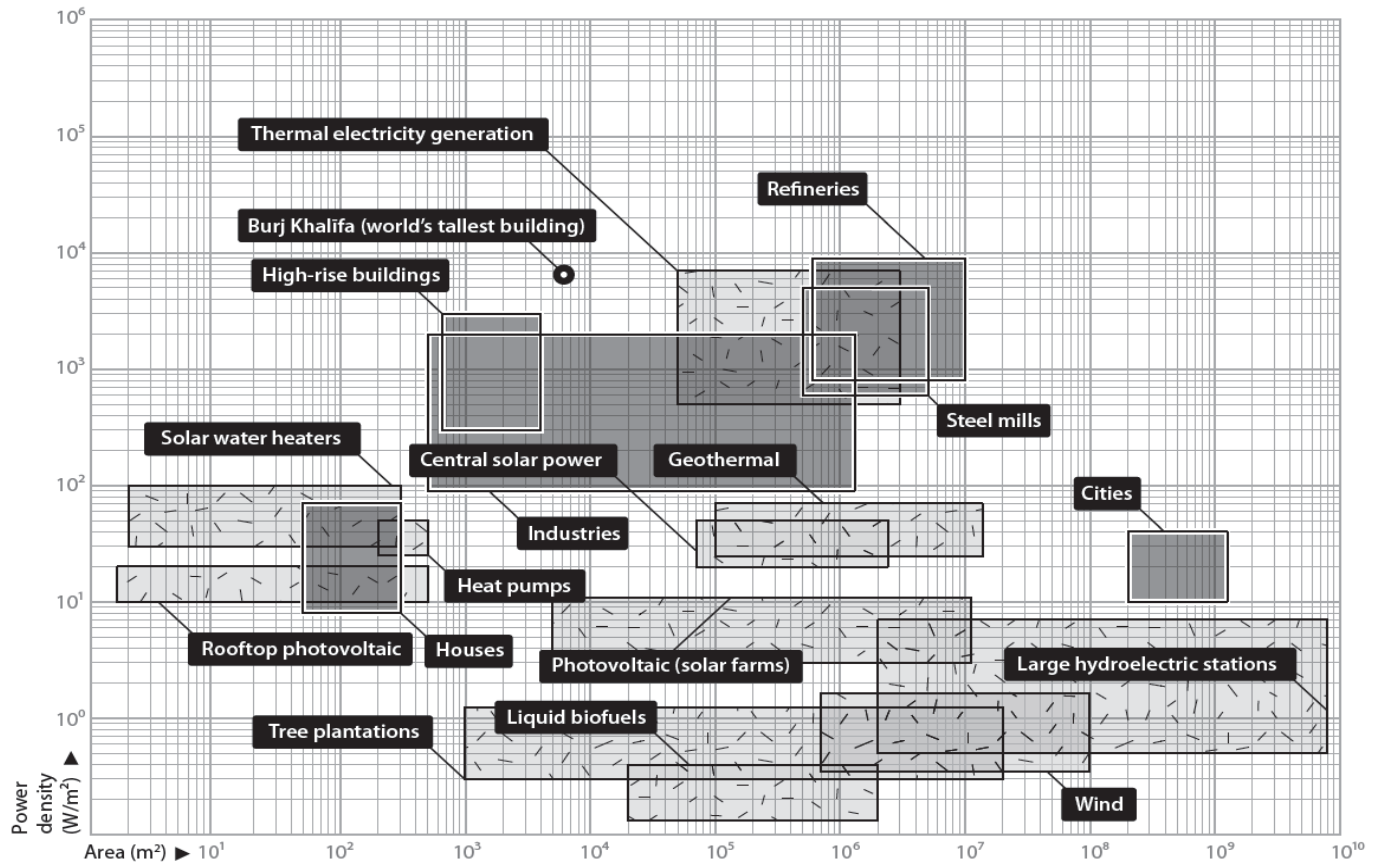 10⁶
10⁵
10⁴
10³
10²
10¹
10⁰
Thermal electricity generation
Refineries
Burj Khalifa (world's tallest building)
High-rise buildings
Steel mills
Solar water heaters
Central solar power
Geothermal
Cities
Industries
Heat pumps
Rooftop photovoltaic
Houses
Photovoltaic (solar farms)
Large hydroelectric stations
Tree plantations
Liquid biofuels
Wind
Power
density
(W/m²) ▶
Area (m²) ▶
10¹
10²
10³
10⁴
10⁵
10⁶
10⁷
10⁸
10⁹
10¹⁰